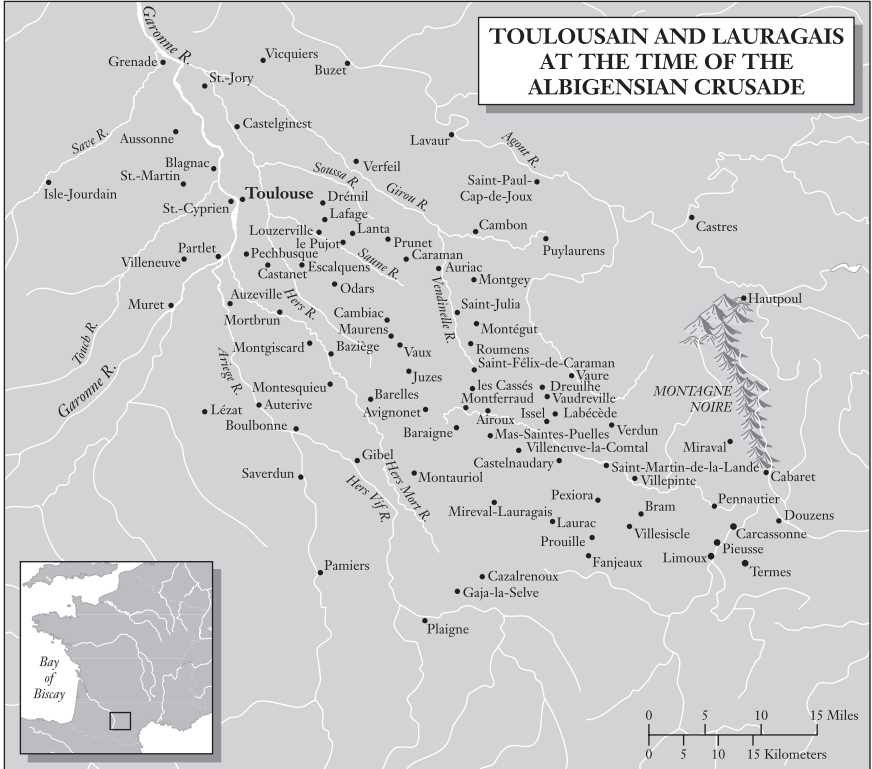 TOULOUSAIN AND LAURAGAIS
AT THE TIME OF THE
ALBIGENSIAN CRUSADE
Garonne R.
Grenade
Vicquiers
Buzet
St.-Jory
Save R.
Aussonne
Castelginest
Lavaur
Agout R.
Blagnac
Verfeil
St.-Martin
Soussa R.
Isle-Jourdain
Toulouse
Girou R.
Saint-Paul-
Cap-de-Joux
St.-Cyprien
Drémil
Lafage
Louzerville
Lanta
Cambon
Castres
le Pujot
Prunet
Partlet
Pechbusque
Saune R.
Caraman
Puylaurens
Villeneuve
Castanet
Escalquens
Auriac
Odars
Montgey
Hautpoul
Auzeville
Hers R.
Vendinelle R.
Muret
Mortbrun
Cambiac
Saint-Julia
Maurens
Montégut
Touch R.
Montgiscard
Baziège
Vaux
Roumens
Ariege R.
Saint-Félix-de-Caraman
Garonne R.
Juzes
Vaure
Montesquieu
les Cassés
Dreuilhe
MONTAGNE
NOIRE
Barelles
Montferraud
Vaudreville
Lézat
Auterive
Avignonet
Airoux
Issel
Labécède
Boulbonne
Baraigne
Mas-Saintes-Puelles
Verdun
Villeneuve-la-Comtal
Miraval
Gibel
Castelnaudary
Saint-Martin-de-la-Lande
Saverdun
Hers Mort R.
Montauriol
Villepinte
Cabaret
Hers Vif R.
Mireval-Lauragais
Pexiora
Bram
Pennautier
Laurac
Villesiscle
Douzens
Carcassonne
Prouille
Pieusse
Fanjeaux
Limoux
Pamiers
Cazalrenoux
Termes
Gaja-la-Selve
Plaigne
Bay
of
Biscay
0 5 10 15 Miles
0 5 10 15 Kilometers